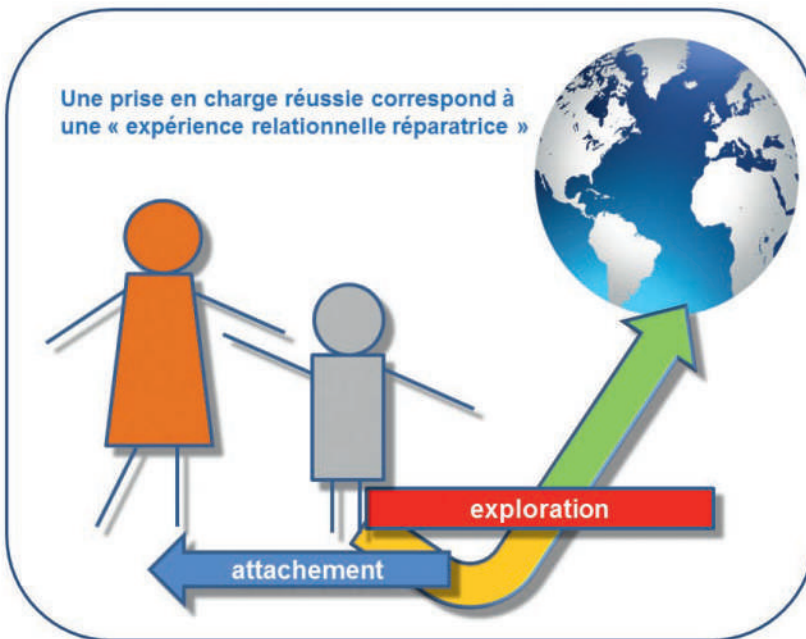 Une prise en charge réussie correspond à
une « expérience relationnelle réparatrice »
exploration
attachement